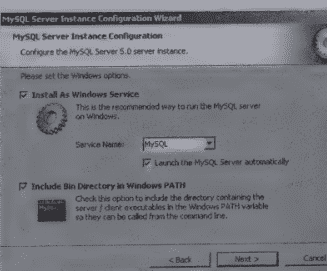 MySQL Server Instance Configuration Wizard
MySQL Server Instance Configuration
Configure the MySQL Server 5.0 server instance.
Please set the Windows options.
Install As Windows Service
This is the recommended way to run the MySQL server
on Windows.
Service Name:
MySQL
Launch the MySQL Server automatically
Include Bin Directory in Windows PATH
Check this option to include the directory containing the
server / client executables in the Windows PATH variable
so they can be called from the command line.
< Back
Next >
Cancel